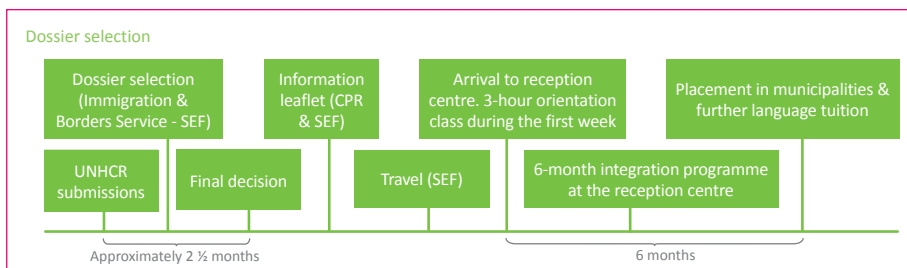 Dossier selection
Dossier selection
(Immigration &
Borders Service - SEF)
Information
leaflet (CPR
& SEF)
Arrival to reception
centre. 3-hour orientation
class during the first week
Placement in municipalities &
further language tuition
UNHCR
submissions
Final decision
Travel (SEF)
6-month integration programme
at the reception centre
Approximately 2 ½ months
6 months